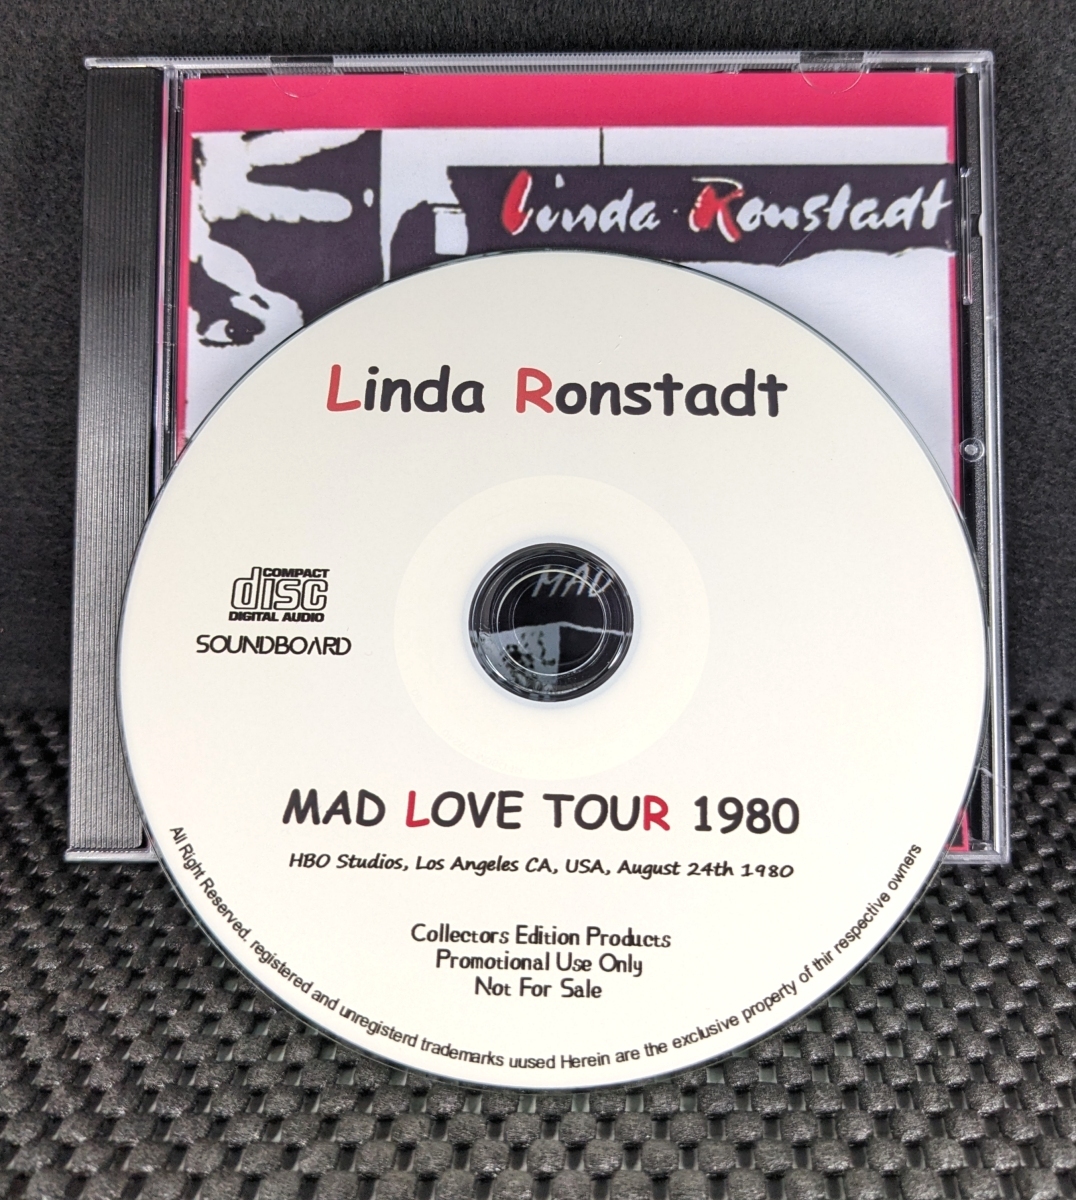 Linda Ronstadt
Linda Ronstadt
COMPACT
disc
DIGITAL AUDIO
SOUNDBOARD
MAD
MAD LOVE TOUR 1980
HBO Studios, Los Angeles CA, USA, August 24th 1980
Collectors Edition Products
Promotional Use Only
Not For Sale
All Right Reserved. registered and unregisterd trademarks uused Herein are the exclusive property of thir respective owners